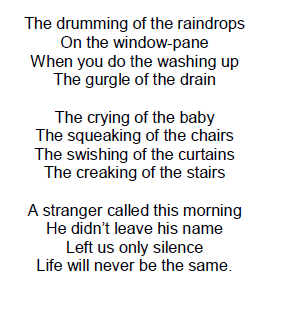 The drumming of the raindrops
On the window-pane
When you do the washing up
The gurgle of the drain
The crying of the baby
The squeaking of the chairs
The swishing of the curtains
The creaking of the stairs
A stranger called this morning
He didn’t leave his name
Left us only silence
Life will never be the same.